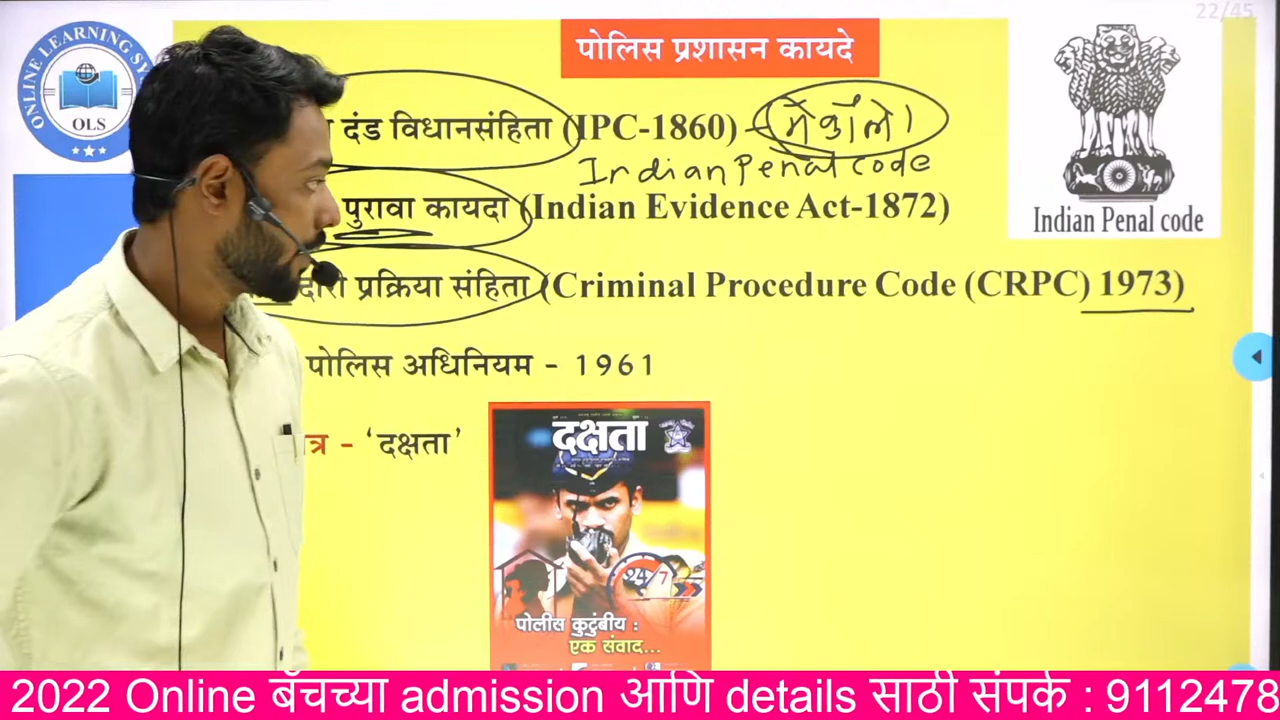 22/45
ONLINE LEARNING SY
OLS
पोलिस प्रशासन कायदे
दंड विधानसंहिता (IPC-1860) - मेकॉले
Indian Penal code
पुरावा कायदा (Indian Evidence Act-1872)
Indian Penal code
प्रक्रिया संहिता (Criminal Procedure Code (CRPC) 1973)
पोलिस अधिनियम - 1961
त्र - ‘दक्षता’
दक्षता
24/7
पोलीस कुटुंबीय :
एक संवाद...
2022 Online बॅचच्या admission आणि details साठी संपर्क : 9112478